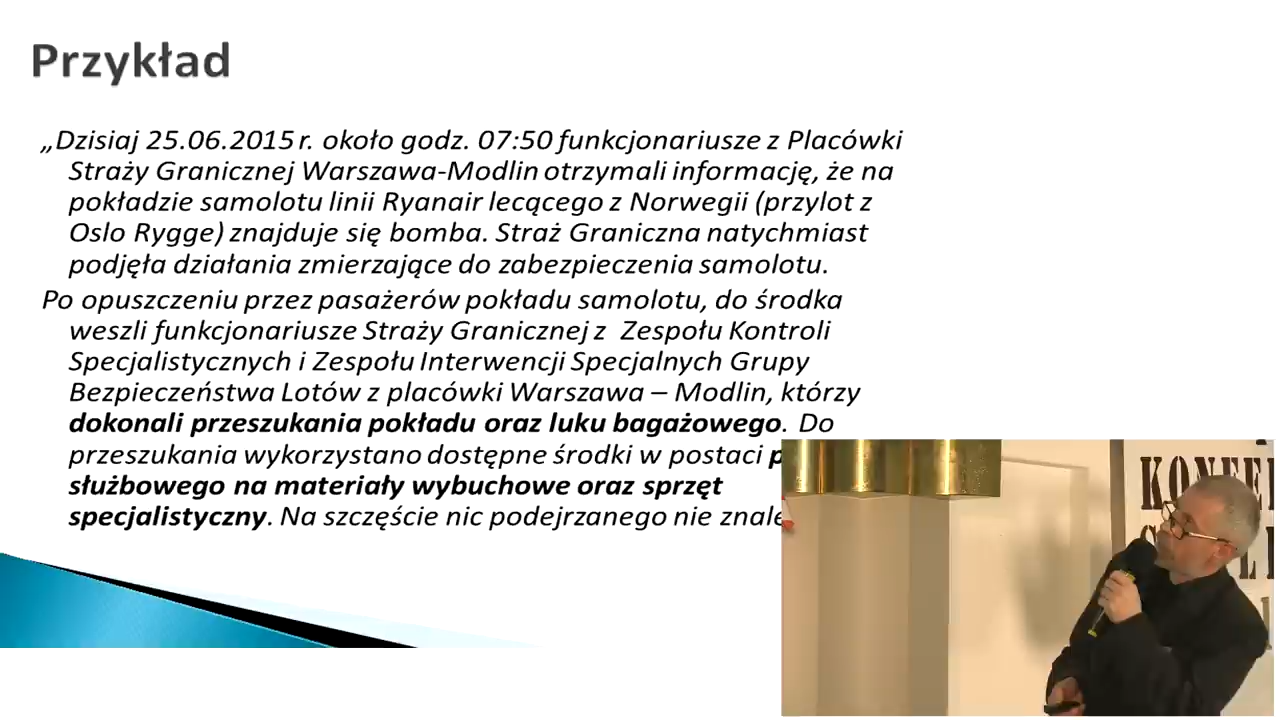 Przykład
„Dzisiaj 25.06.2015 r. około godz. 07:50 funkcjonariusze z Placówki
Straży Granicznej Warszawa-Modlin otrzymali informację, że na
pokładzie samolotu linii Ryanair lecącego z Norwegii (przylot z
Oslo Rygge) znajduje się bomba. Straż Graniczna natychmiast
podjęła działania zmierzające do zabezpieczenia samolotu.
Po opuszczeniu przez pasażerów pokładu samolotu, do środka
weszli funkcjonariusze Straży Granicznej z Zespołu Kontroli
Specjalistycznych i Zespołu Interwencji Specjalnych Grupy
Bezpieczeństwa Lotów z placówki Warszawa – Modlin, którzy
dokonali przeszukania pokładu oraz luku bagażowego. Do
przeszukania wykorzystano dostępne środki w postaci
służbowego na materiały wybuchowe oraz sprzęt
specjalistyczny. Na szczęście nic podejrzanego nie